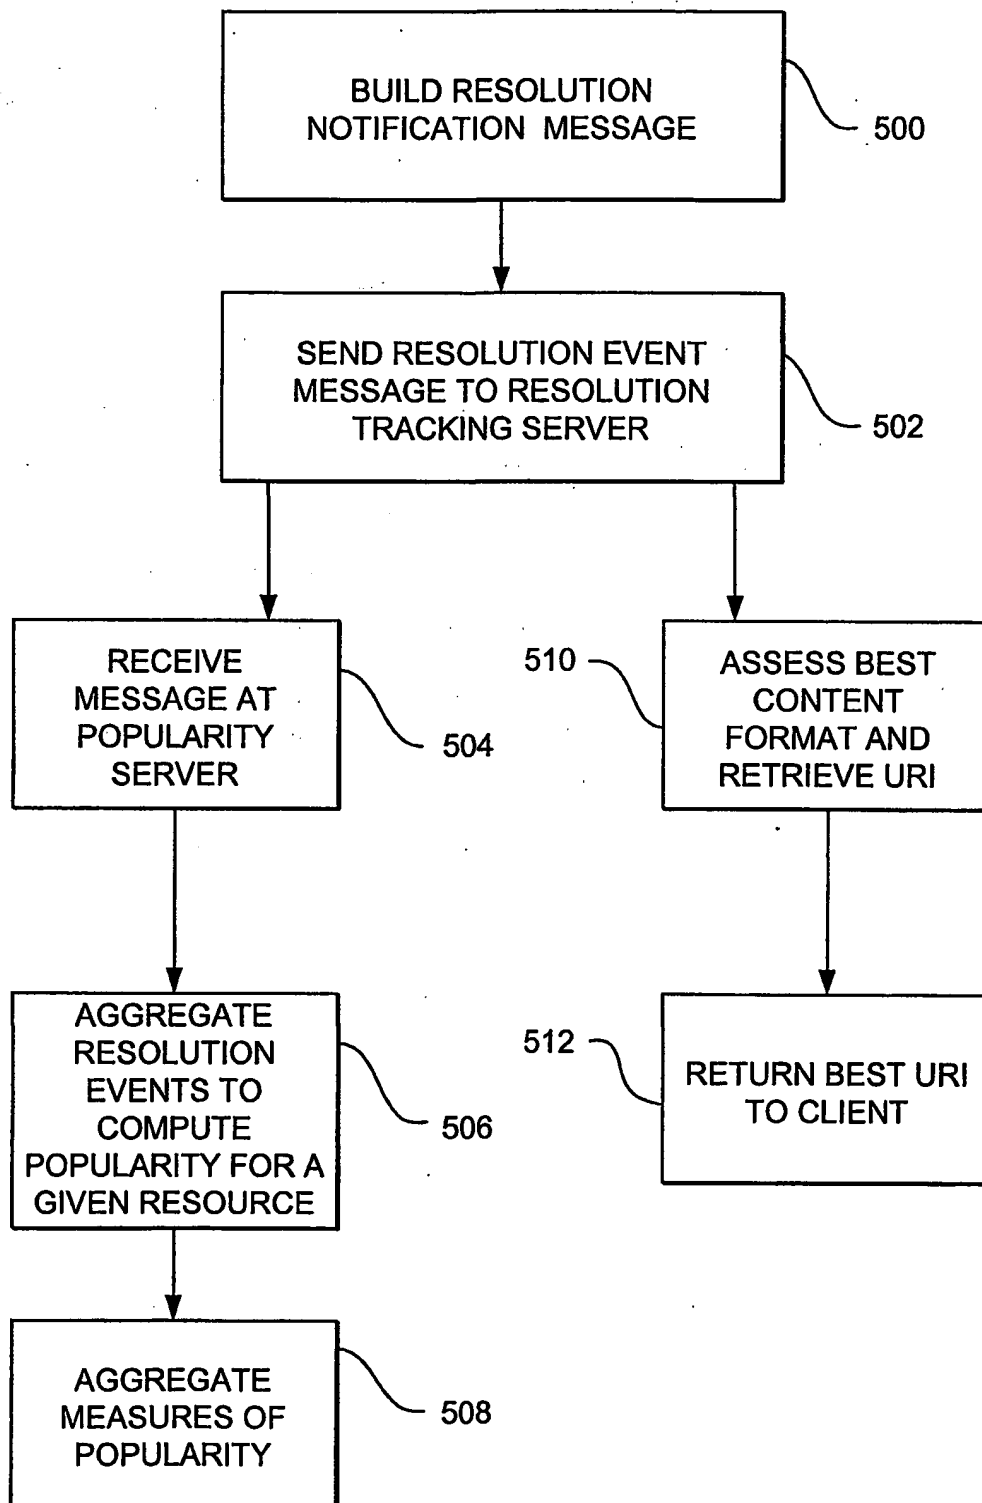 BUILD RESOLUTION
NOTIFICATION MESSAGE
500
SEND RESOLUTION EVENT
MESSAGE TO RESOLUTION
TRACKING SERVER
502
RECEIVE
MESSAGE AT
POPULARITY
SERVER
504
510
ASSESS BEST
CONTENT
FORMAT AND
RETRIEVE URI
AGGREGATE
RESOLUTION
EVENTS TO
COMPUTE
POPULARITY FOR A
GIVEN RESOURCE
506
512
RETURN BEST URI
TO CLIENT
AGGREGATE
MEASURES OF
POPULARITY
508